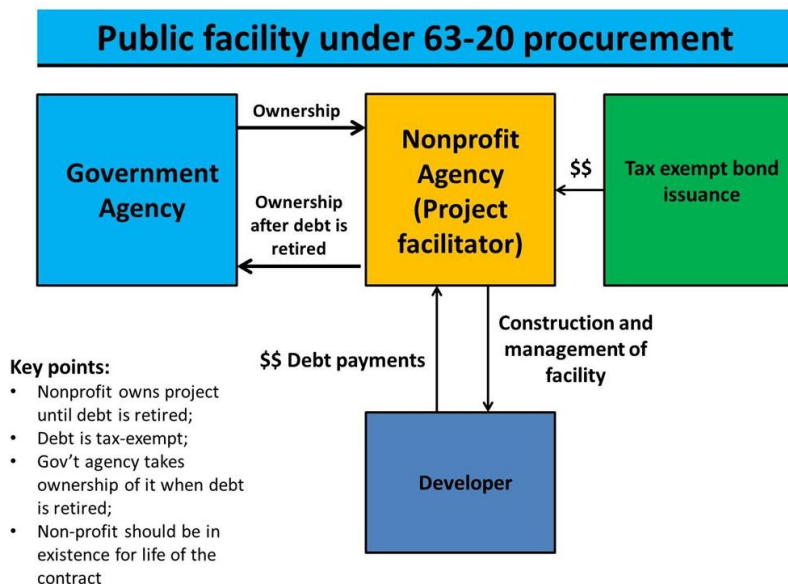 Public facility under 63-20 procurement
Government
Agency
Ownership
Ownership
after debt is
retired
Nonprofit
Agency
(Project
facilitator)
$$
Tax exempt bond
issuance
$$ Debt payments
Construction and
management of
facility
Developer
Key points:
• Nonprofit owns project
until debt is retired;
• Debt is tax-exempt;
• Gov’t agency takes
ownership of it when debt
is retired;
• Non-profit should be in
existence for life of the
contract